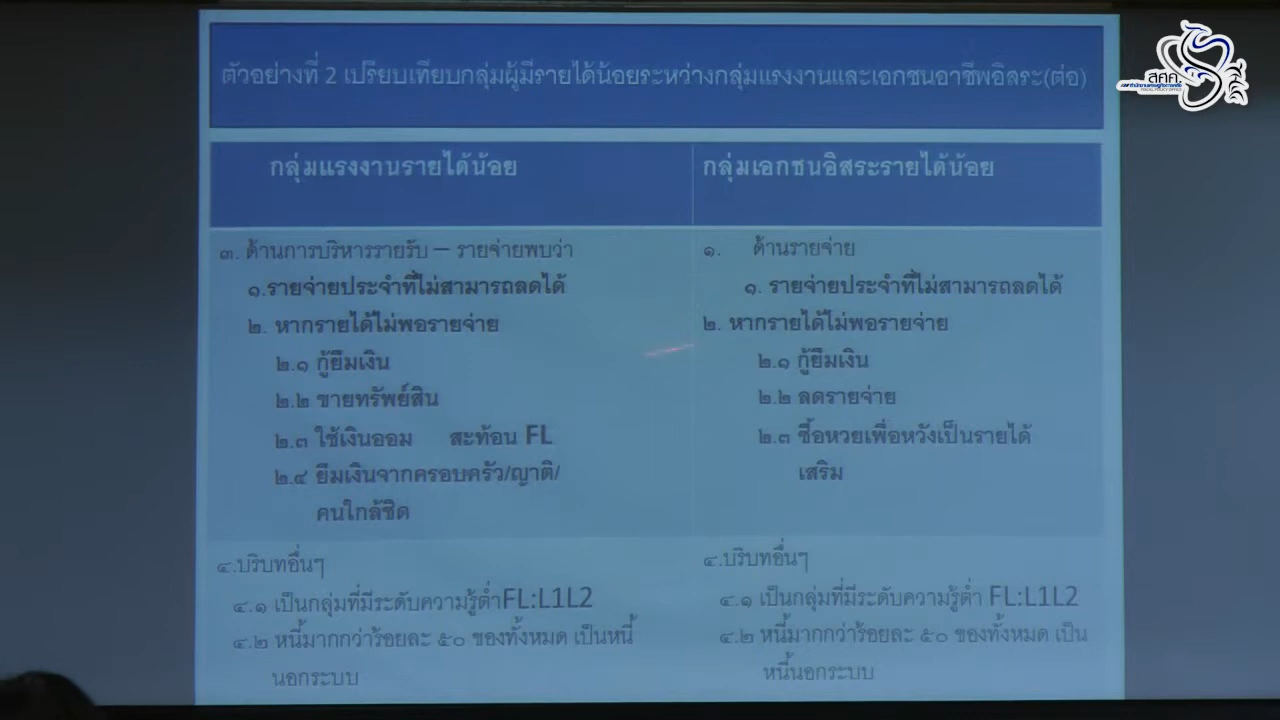 ตัวอย่างที่ 2 เปรียบเทียบกลุ่มผู้มีรายได้น้อยระหว่างกลุ่มแรงงานและเอกชนอาชีพอิสระ(ต่อ)
สศค.
กลุ่มแรงงานรายได้น้อย
๓. ด้านการบริหารรายรับ – รายจ่ายพบว่า
๑.รายจ่ายประจำที่ไม่สามารถลดได้
๒. หากรายได้ไม่พอรายจ่าย
๒.๑ กู้ยืมเงิน
๒.๒ ขายทรัพย์สิน
๒.๓ ใช้เงินออม สะท้อน FL
๒.๔ ยืมเงินจากครอบครัว/ญาติ/
คนใกล้ชิด
๔.บริบทอื่นๆ
๔.๑ เป็นกลุ่มที่มีระดับความรู้ต่ำFL:L1L2
๔.๒ หนี้มากกว่าร้อยละ ๕๐ ของทั้งหมด เป็นหนี้
นอกระบบ
กลุ่มเอกชนอิสระรายได้น้อย
๑. ด้านรายจ่าย
๑. รายจ่ายประจำที่ไม่สามารถลดได้
๒. หากรายได้ไม่พอรายจ่าย
๒.๑ กู้ยืมเงิน
๒.๒ ลดรายจ่าย
๒.๓ ซื้อหวยเพื่อหวังเป็นรายได้
เสริม
๔.บริบทอื่นๆ
๔.๑ เป็นกลุ่มที่มีระดับความรู้ต่ำ FL:L1L2
๔.๒ หนี้มากกว่าร้อยละ ๕๐ ของทั้งหมด เป็น
หนี้นอกระบบ